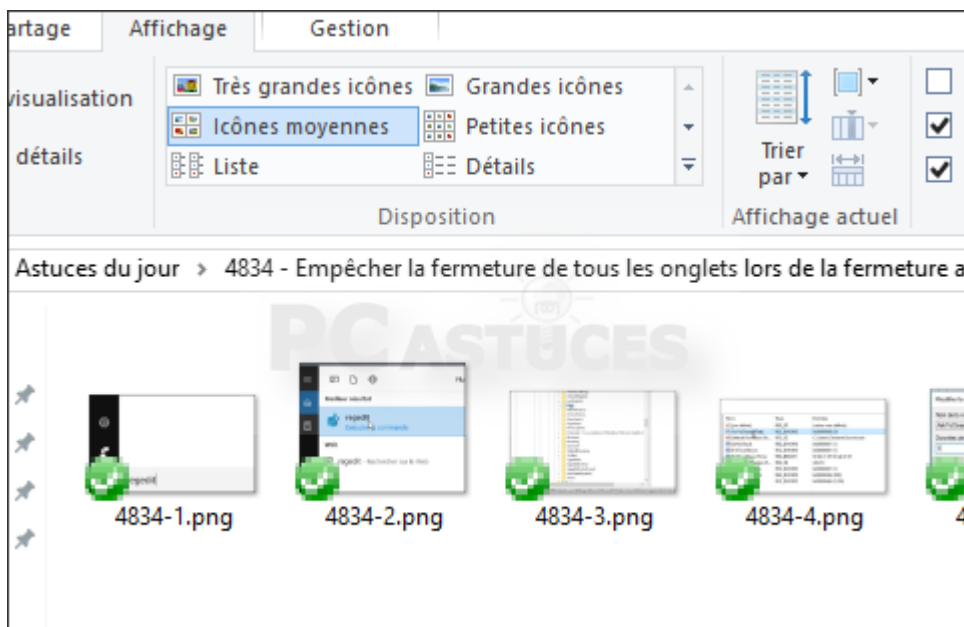 artage Affichage Gestion
visualisation
détails
Très grandes icônes Grandes icônes
Icônes moyennes Petites icônes
Liste Détails
Trier
par
Disposition
Affichage actuel
Astuces du jour > 4834 - Empêcher la fermeture de tous les onglets lors de la fermeture a
PC ASTUCES
regedit
regedit
4834-1.png 4834-2.png 4834-3.png 4834-4.png 4